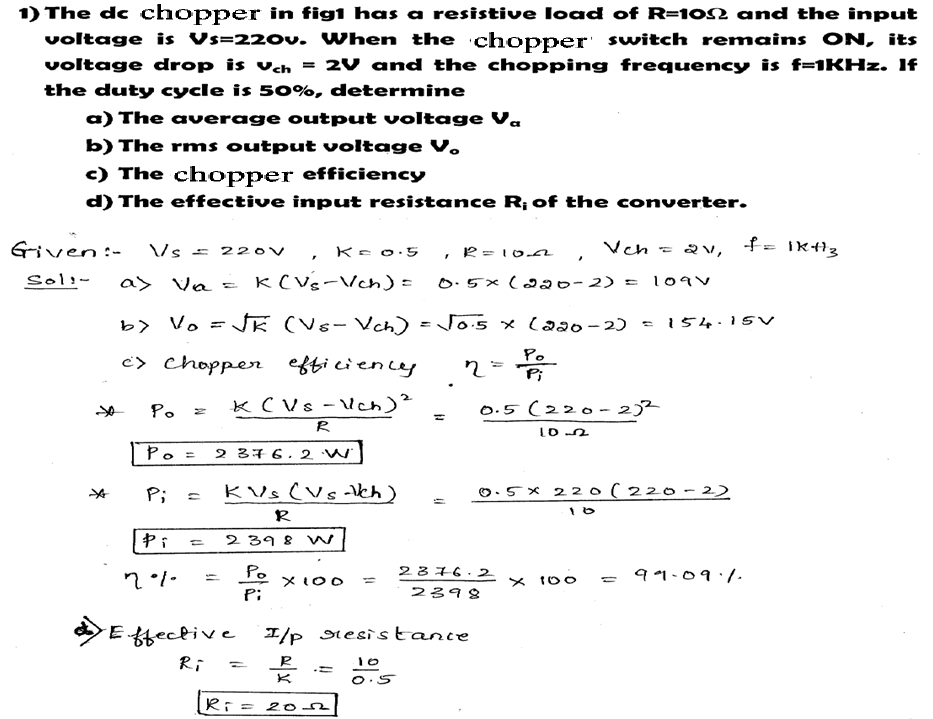 1) The dc chopper in fig1 has a resistive load of R=10Ω and the input
voltage is Vs=220v. When the chopper switch remains ON, its
voltage drop is vch = 2V and the chopping frequency is f=1KHz. If
the duty cycle is 50%, determine
a) The average output voltage Va
b) The rms output voltage Vo
c) The chopper efficiency
d) The effective input resistance Ri of the converter.
Given:- Vs = 220V , K=0.5 , R=10Ω , Vch = 2V, f= 1KHz
Sol:- a> Va = K(Vs-Vch) = 0.5×(220-2) = 109V
b> Vo = √K (Vs-Vch) = √0.5 × (220-2) = 154.15V
c> Chopper efficiency η = Po/Pi
* Po = K(Vs-Vch)²/R = 0.5(220-2)²/10Ω
Po = 2376.2 W
* Pi = KVs(Vs-Vch)/R = 0.5×220(220-2)/10
Pi = 2398 W
η% = Po/Pi ×100 = 2376.2/2398 × 100 = 99.09%
d> Effective I/p resistance
Ri = R/K = 10/0.5
Ri = 20Ω